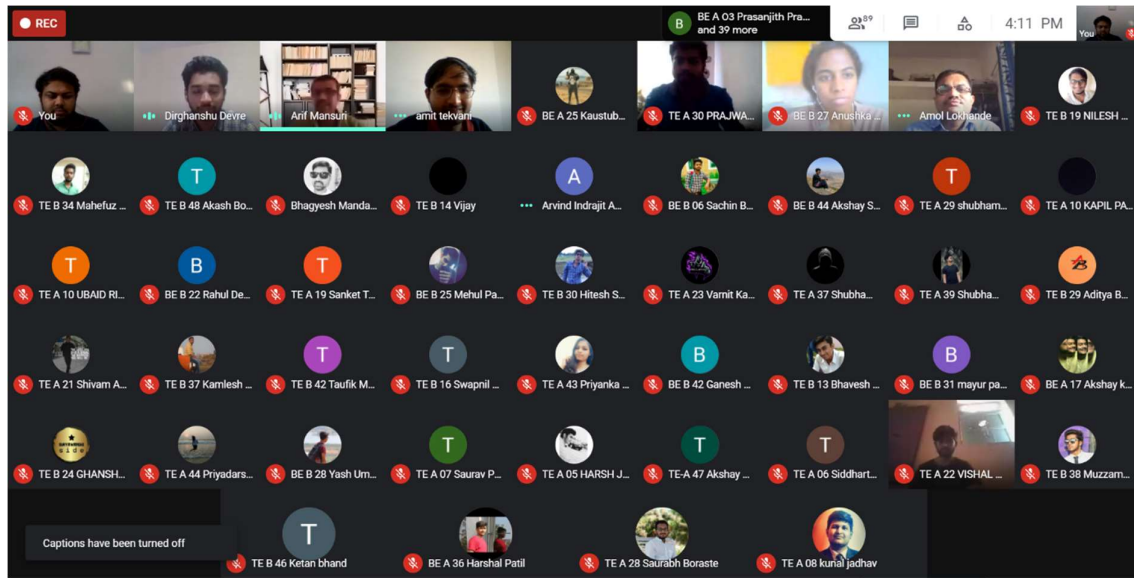 REC
B
BE A 03 Prasanjith Pra...
and 39 more
89
4:11 PM
You
You
Dirghanshu Devre
Arif Mansuri
amit tekvani
BE A 25 Kaustub...
TE A 30 PRAJWA...
BE B 27 Anushka ...
Amol Lokhande
TE B 19 NILESH ...
T
A
T
TE B 34 Mahefuz ...
TE B 48 Akash Bo...
Bhagyesh Manda...
TE B 14 Vijay
Arvind Indrajit A...
BE B 06 Sachin B...
BE B 44 Akshay S...
TE A 29 shubham...
TE A 10 KAPIL PA...
T
B
T
TE A 10 UBAID RI...
BE B 22 Rahul De...
TE A 19 Sanket T...
BE B 25 Mehul Pa...
TE B 30 Hitesh S...
TE A 23 Varnit Ka...
TE A 37 Shubha...
TE A 39 Shubha...
TE B 29 Aditya B...
T
T
B
B
TE A 21 Shivam A...
TE B 37 Kamlesh ...
TE B 42 Taufik M...
TE B 16 Swapnil ...
TE A 43 Priyanka ...
BE B 42 Ganesh ...
TE B 13 Bhavesh ...
BE B 31 mayur pa...
BE A 17 Akshay k...
T
T
T
TE B 24 GHANSH...
TE A 44 Priyadars...
BE B 28 Yash Um...
TE A 07 Saurav P...
TE A 05 HARSH J...
TE-A 47 Akshay ...
TE A 06 Siddhart...
TE A 22 VISHAL ...
TE B 38 Muzzam...
Captions have been turned off
T
TE B 46 Ketan bhand
BE A 36 Harshal Patil
TE A 28 Saurabh Boraste
TE A 08 kunal jadhav